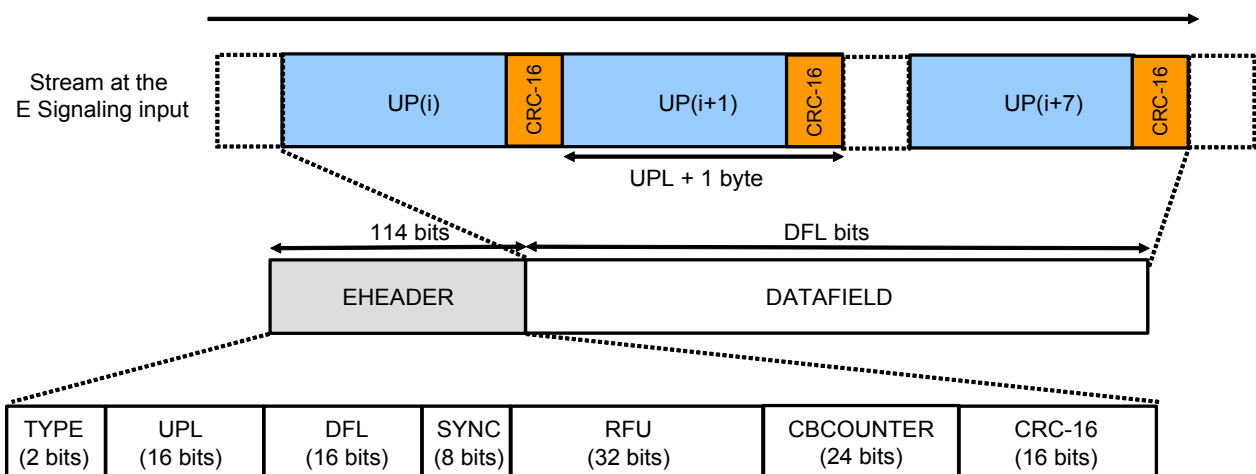 Stream at the
E Signaling input
UP(i)
CRC-16
UP(i+1)
CRC-16
UP(i+7)
CRC-16
UPL + 1 byte
114 bits
DFL bits
EHEADER
DATAFIELD
TYPE
(2 bits)
UPL
(16 bits)
DFL
(16 bits)
SYNC
(8 bits)
RFU
(32 bits)
CBCOUNTER
(24 bits)
CRC-16
(16 bits)